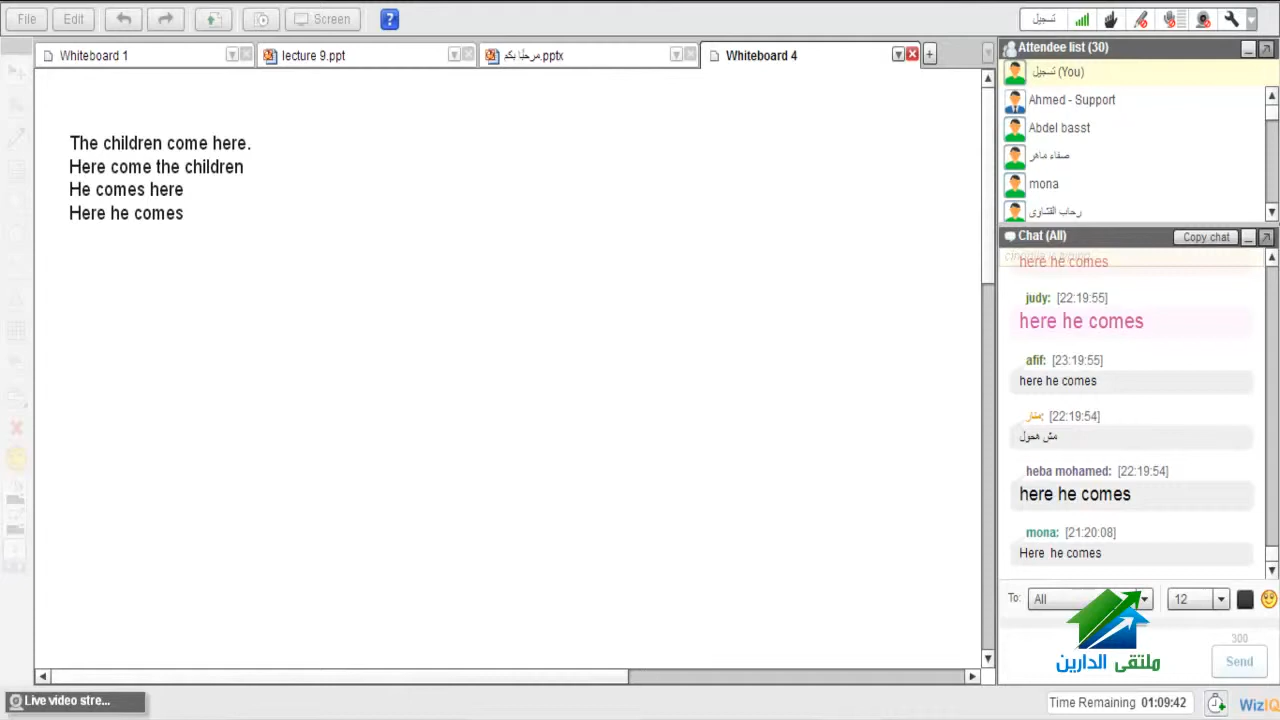 File Edit Screen ? تسجيل
Whiteboard 1 lecture 9.ppt مرحبًا بكم.pptx Whiteboard 4 +
The children come here.
Here come the children
He comes here
Here he comes
Attendee list (30)
تسجيل (You)
Ahmed - Support
Abdel basst
صفاء ماهر
mona
رحاب القشاوى
Chat (All) Copy chat
here he comes
judy: [22:19:55]
here he comes
afif: [23:19:55]
here he comes
منار: [22:19:54]
مش هحول
heba mohamed: [22:19:54]
here he comes
mona: [21:20:08]
Here he comes
To: All 12
ملتقى الدارين
300
Send
Live video stre...
Time Remaining 01:09:42
WizIQ